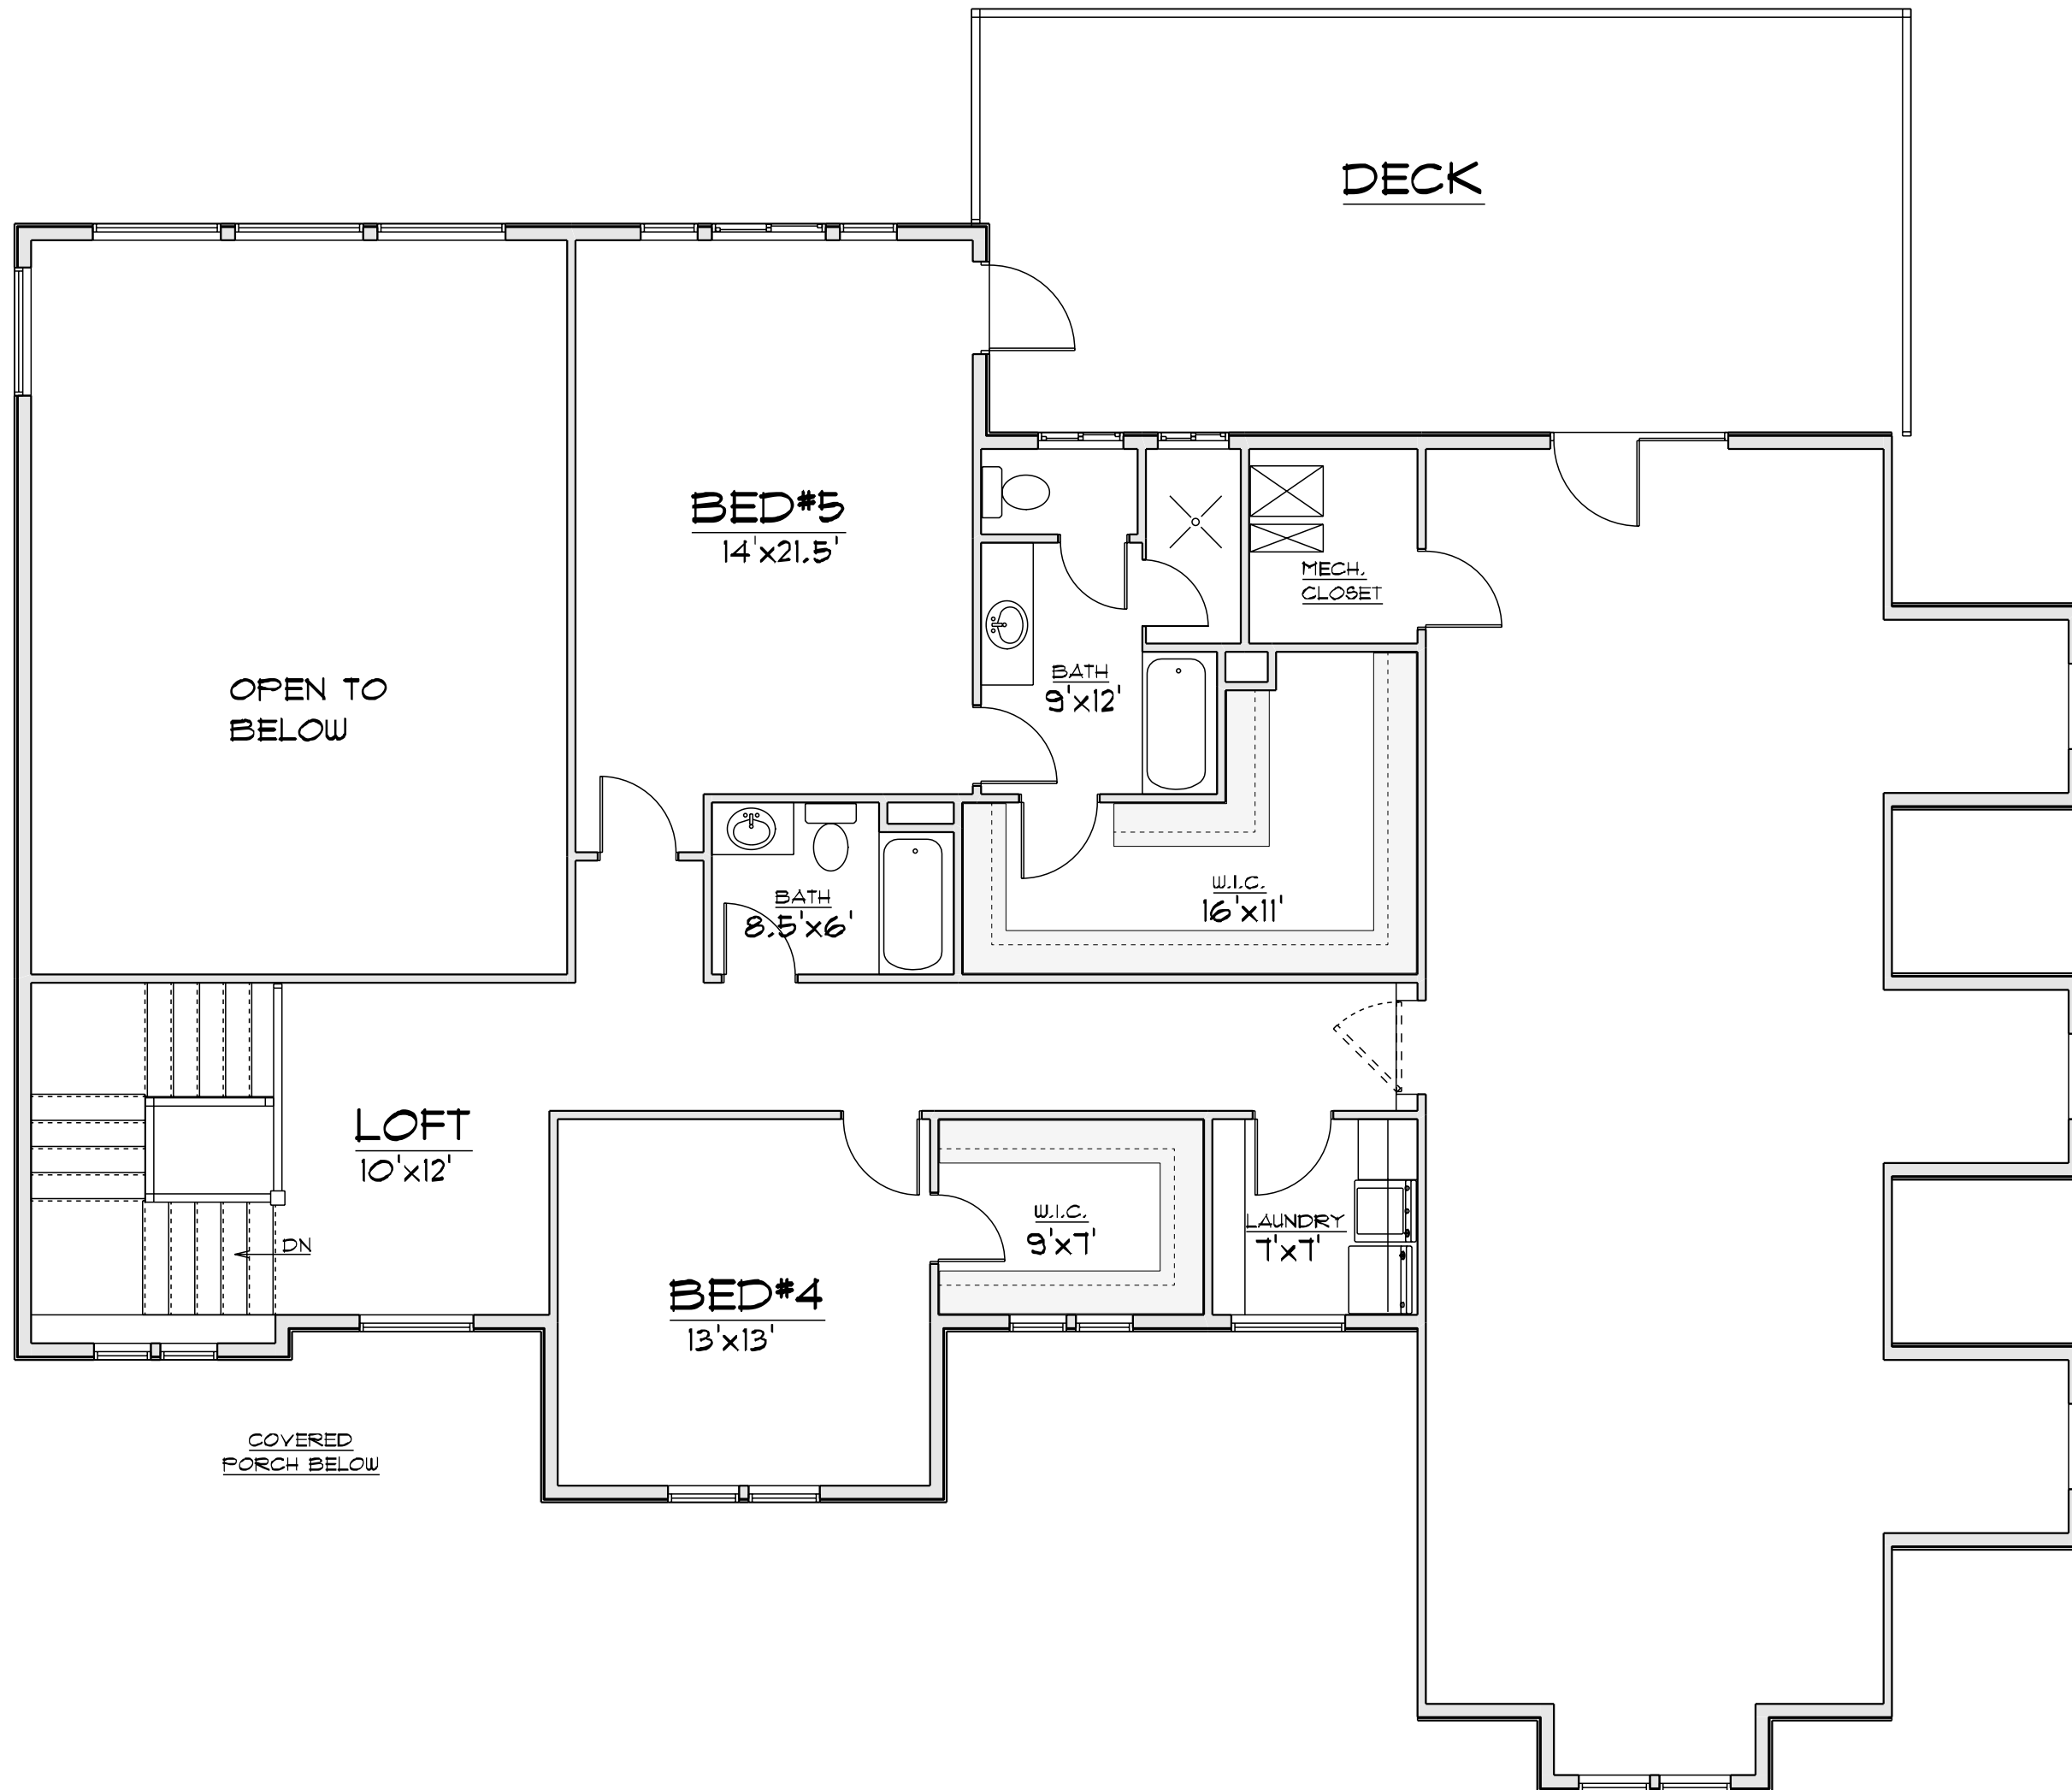 DECK
BED#5
14'x21.5'
MECH.
CLOSET
OPEN TO
BELOW
BATH
9'x12'
W.I.C.
16'x11'
BATH
8.5'x6'
LOFT
10'x12'
W.I.C.
9'x7'
LAUNDRY
7'x7'
DN
BED#4
13'x13'
COVERED
PORCH BELOW